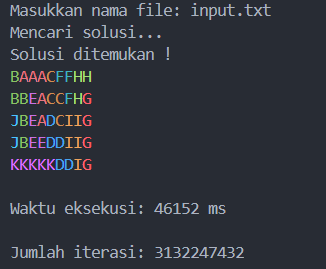 Masukkan nama file: input.txt
Mencari solusi...
Solusi ditemukan !
BAAACFFHH
BBEACCFHG
JBEADCIIG
JBEEDDIIG
KKKKKDDIG
Waktu eksekusi: 46152 ms
Jumlah iterasi: 3132247432